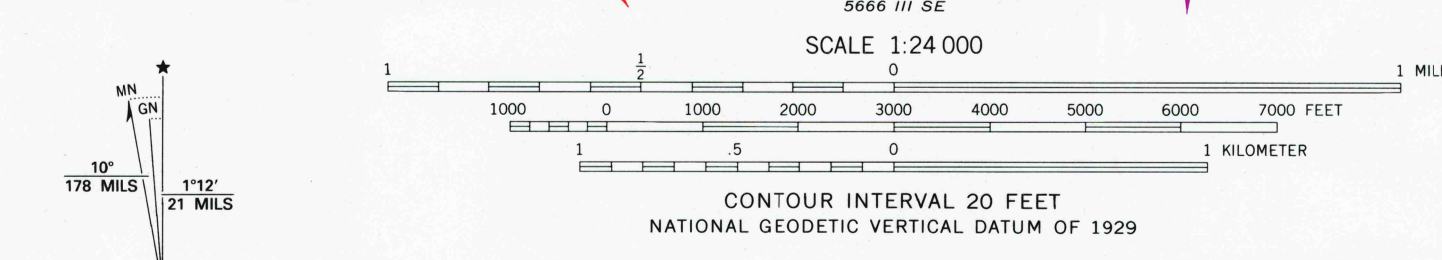 5666 III SE
SCALE 1:24 000
1 1/2 0 1 MILE
1000 0 1000 2000 3000 4000 5000 6000 7000 FEET
1 .5 0 1 KILOMETER
CONTOUR INTERVAL 20 FEET
NATIONAL GEODETIC VERTICAL DATUM OF 1929
★
MN
GN
10°
178 MILS
1°12′
21 MILS